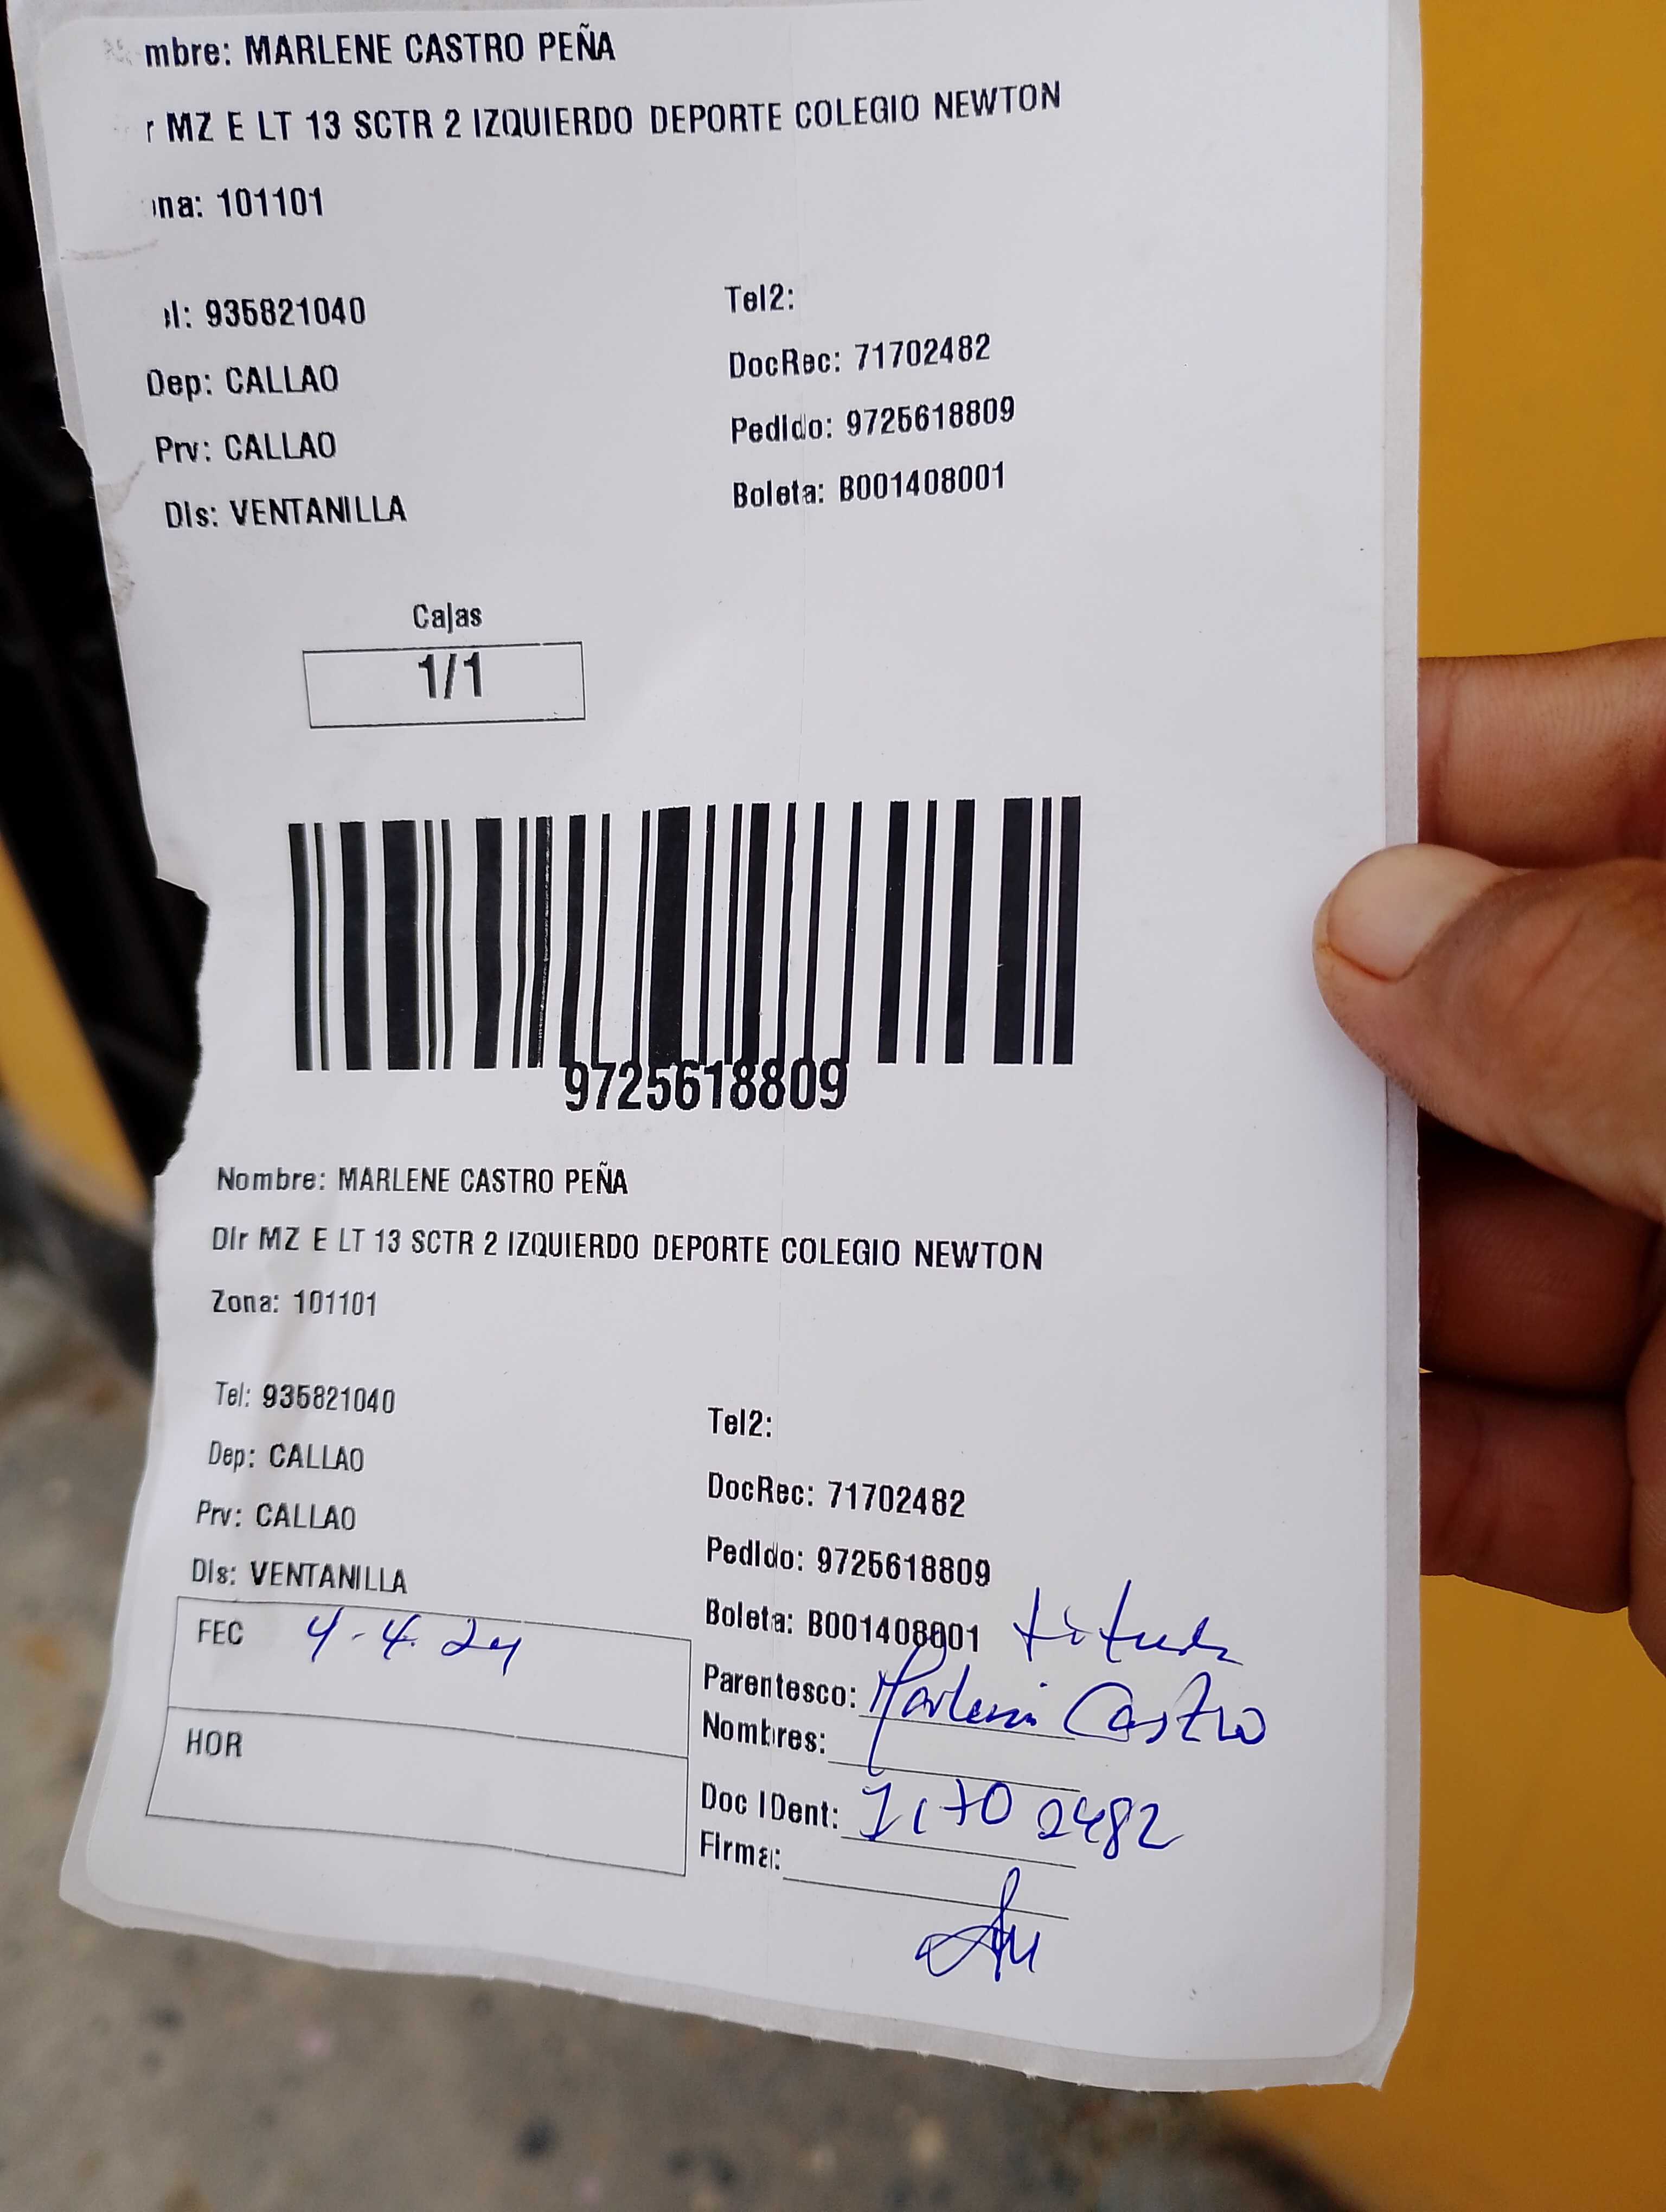 mbre: MARLENE CASTRO PEÑA
r MZ E LT 13 SCTR 2 IZQUIERDO DEPORTE COLEGIO NEWTON
na: 101101
l: 935821040 Tel2:
Dep: CALLAO DocRec: 71702482
Prv: CALLAO Pedido: 9725618809
Dis: VENTANILLA Boleta: B001408001
Cajas
1/1
9725618809
Nombre: MARLENE CASTRO PEÑA
Dir MZ E LT 13 SCTR 2 IZQUIERDO DEPORTE COLEGIO NEWTON
Zona: 101101
Tel: 935821040 Tel2:
Dep: CALLAO DocRec: 71702482
Prv: CALLAO Pedido: 9725618809
Dis: VENTANILLA Boleta: B001408001
FEC 4-4.24
HOR
Parentesco: Marleni Castro
Nombres:
Doc IDent: 71702482
Firma: